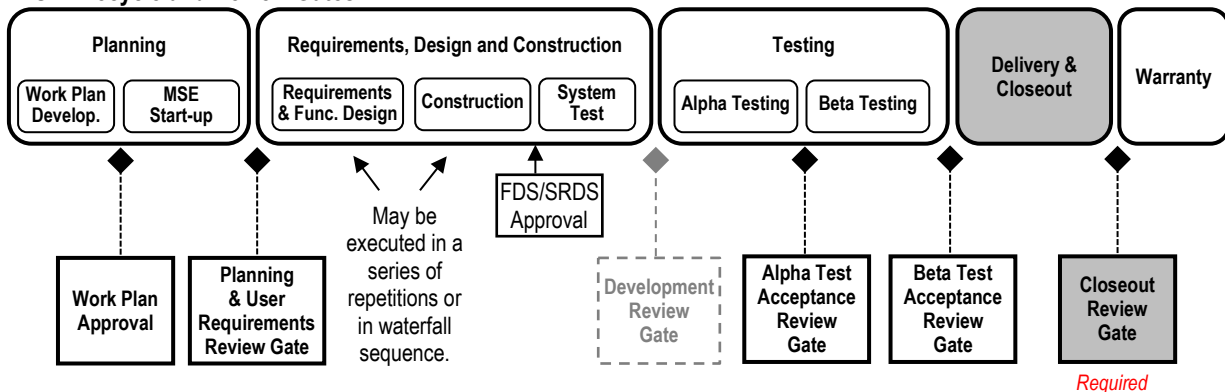 Planning
Work Plan
Develop.
MSE
Start-up
Requirements, Design and Construction
Requirements
& Func. Design
Construction
System
Test
Testing
Alpha Testing
Beta Testing
Delivery &
Closeout
Warranty
Work Plan
Approval
Planning
& User
Requirements
Review Gate
May be
executed in a
series of
repetitions or
in waterfall
sequence.
FDS/SRDS
Approval
Development
Review
Gate
Alpha Test
Acceptance
Review
Gate
Beta Test
Acceptance
Review
Gate
Closeout
Review
Gate
Required